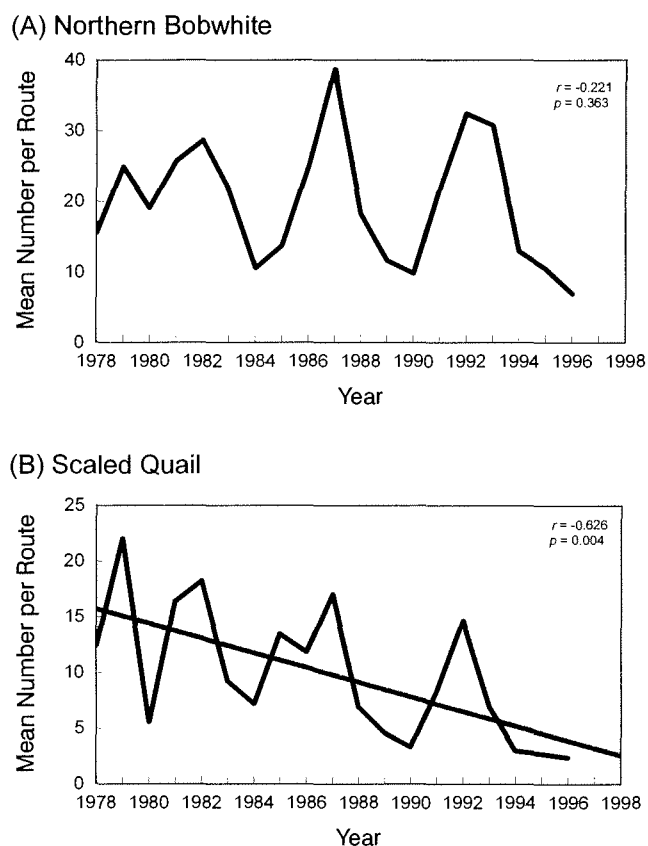 (A) Northern Bobwhite
r = -0.221
p = 0.363
Mean Number per Route
40
30
20
10
0
1978 1980 1982 1984 1986 1988 1990 1992 1994 1996 1998
Year
(B) Scaled Quail
r = -0.626
p = 0.004
Mean Number per Route
25
20
15
10
5
0
1978 1980 1982 1984 1986 1988 1990 1992 1994 1996 1998
Year